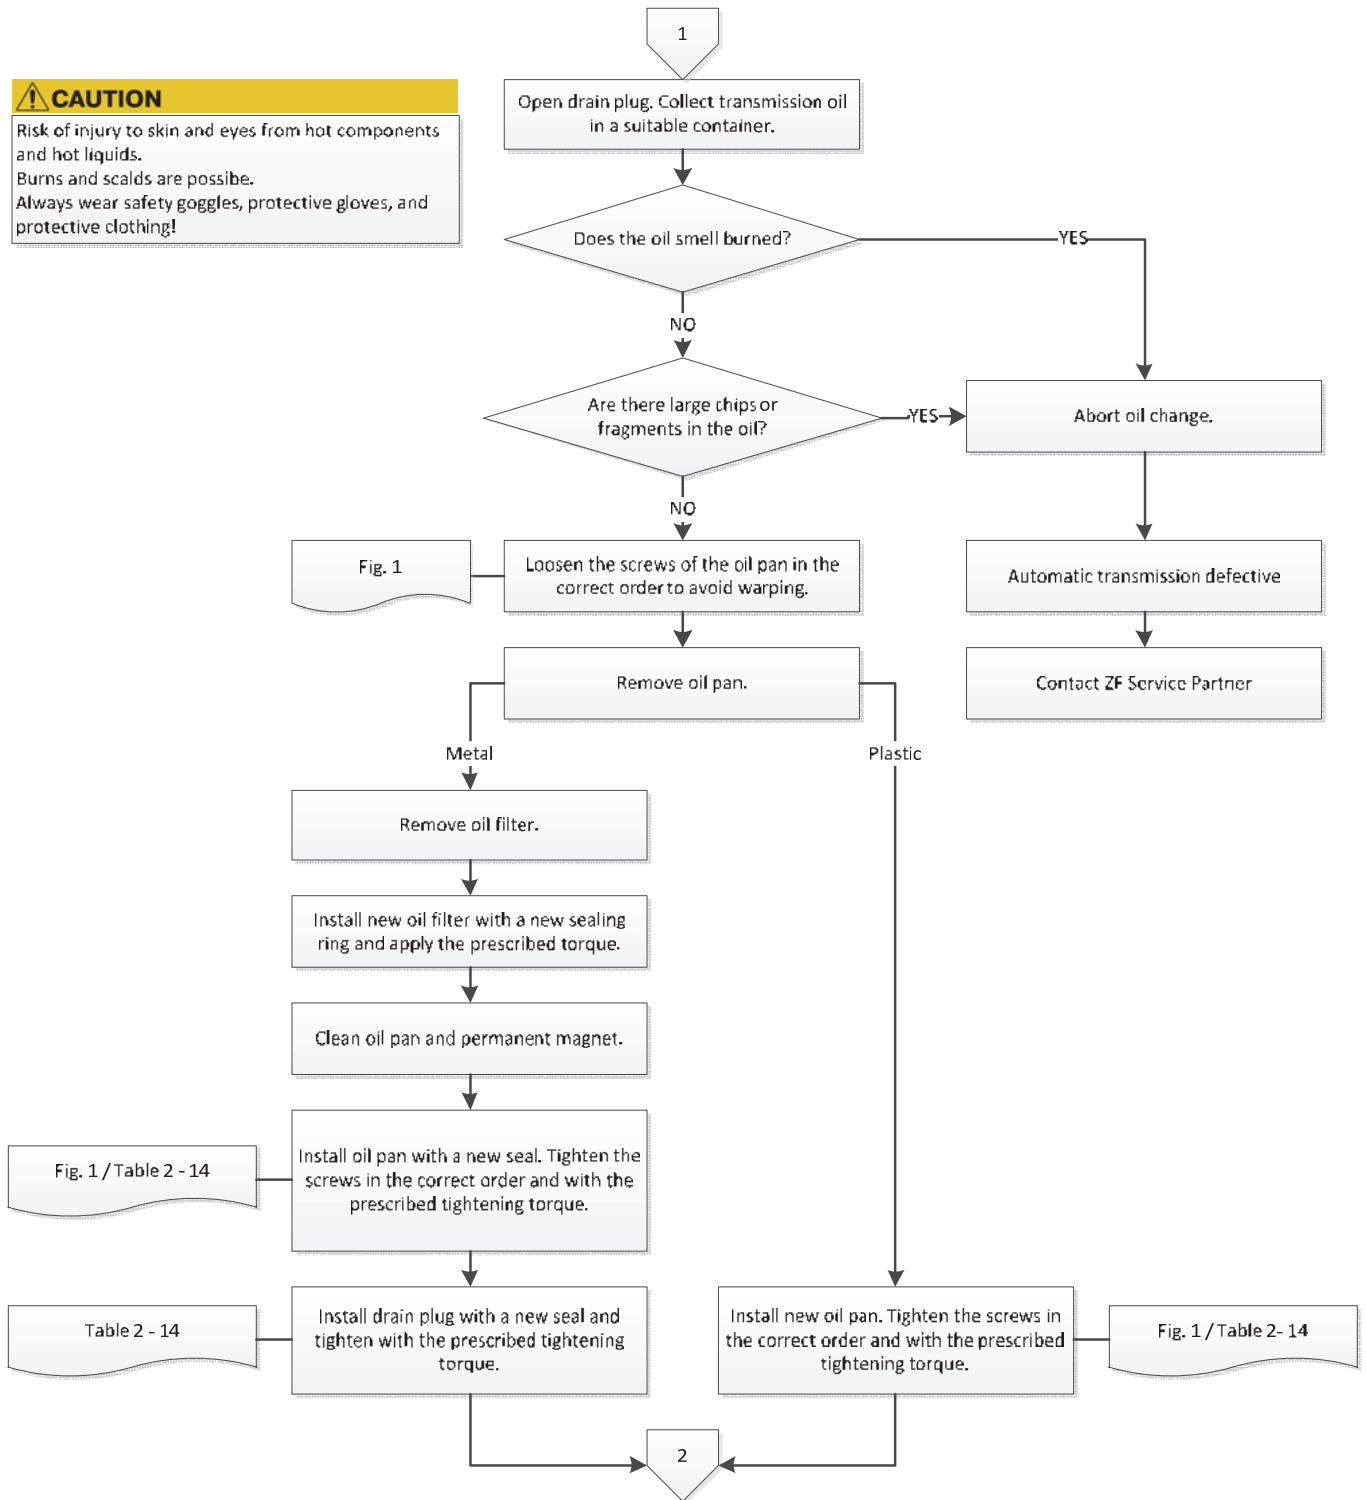 1
CAUTION
Risk of injury to skin and eyes from hot components
and hot liquids.
Burns and scalds are possibe.
Always wear safety goggles, protective gloves, and
protective clothing!
Open drain plug. Collect transmission oil
in a suitable container.
Does the oil smell burned?
YES
NO
Are there large chips or
fragments in the oil?
YES
Abort oil change.
NO
Fig. 1
Loosen the screws of the oil pan in the
correct order to avoid warping.
Automatic transmission defective
Remove oil pan.
Contact ZF Service Partner
Metal
Plastic
Remove oil filter.
Install new oil filter with a new sealing
ring and apply the prescribed torque.
Clean oil pan and permanent magnet.
Fig. 1 / Table 2 - 14
Install oil pan with a new seal. Tighten the
screws in the correct order and with the
prescribed tightening torque.
Table 2 - 14
Install drain plug with a new seal and
tighten with the prescribed tightening
torque.
Install new oil pan. Tighten the screws in
the correct order and with the prescribed
tightening torque.
Fig. 1 / Table 2- 14
2